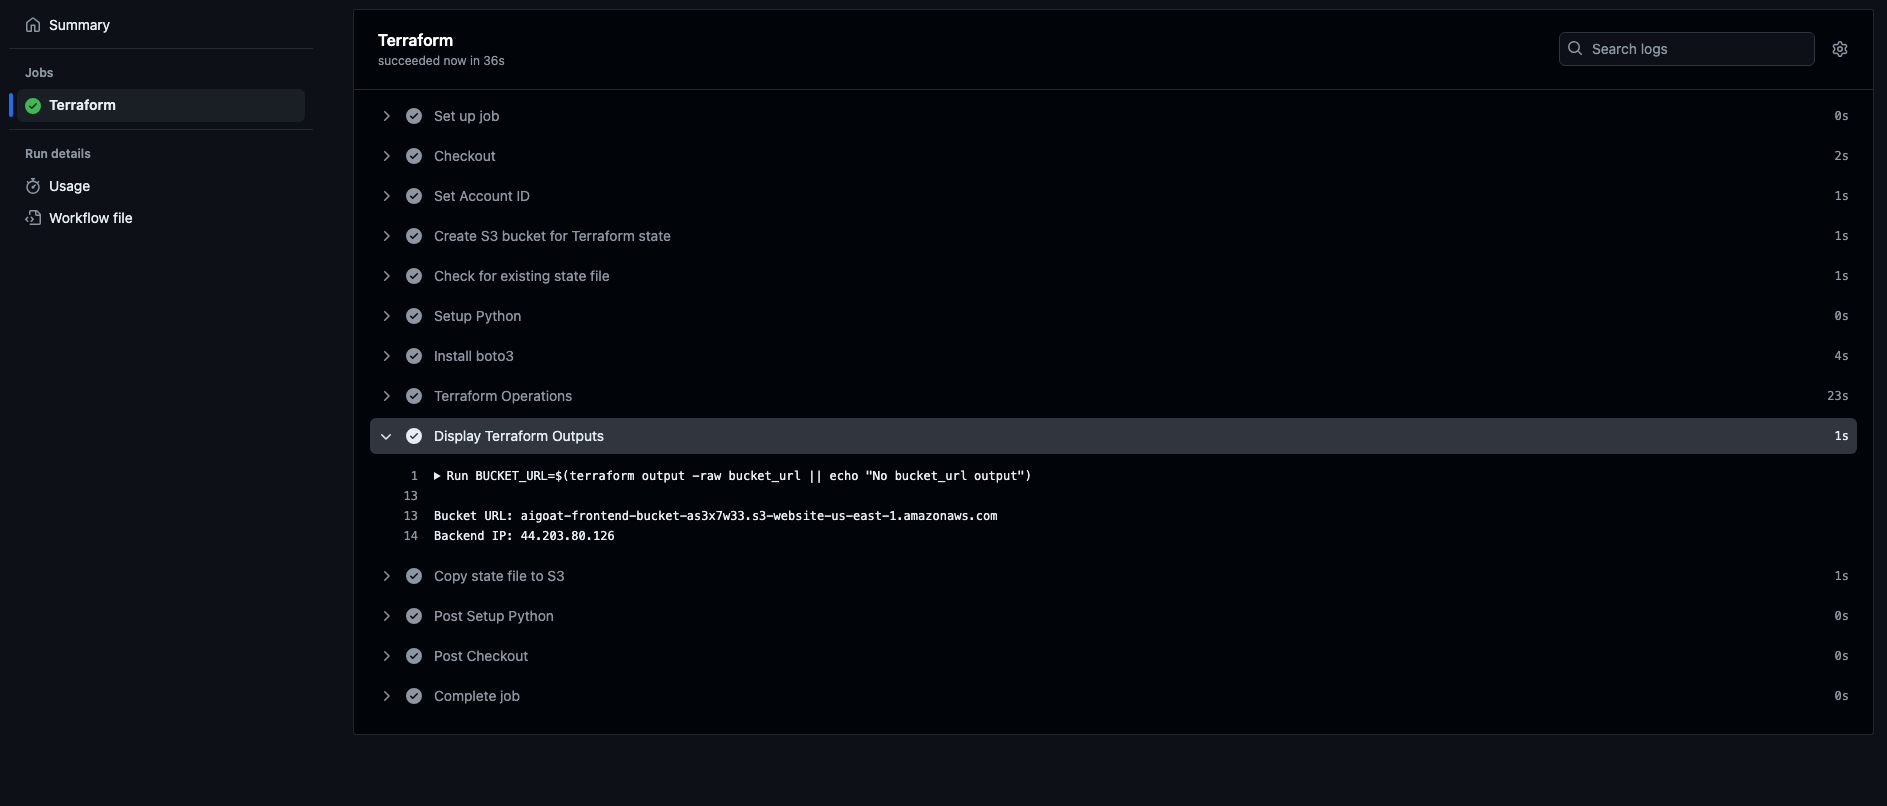 Summary
Jobs
Terraform
Run details
Usage
Workflow file
Terraform
succeeded now in 36s
Search logs
Set up job 0s
Checkout 2s
Set Account ID 1s
Create S3 bucket for Terraform state 1s
Check for existing state file 1s
Setup Python 0s
Install boto3 4s
Terraform Operations 23s
Display Terraform Outputs 1s
1 Run BUCKET_URL=$(terraform output -raw bucket_url || echo "No bucket_url output")
13
13 Bucket URL: aigoat-frontend-bucket-as3x7w33.s3-website-us-east-1.amazonaws.com
14 Backend IP: 44.203.80.126
Copy state file to S3 1s
Post Setup Python 0s
Post Checkout 0s
Complete job 0s